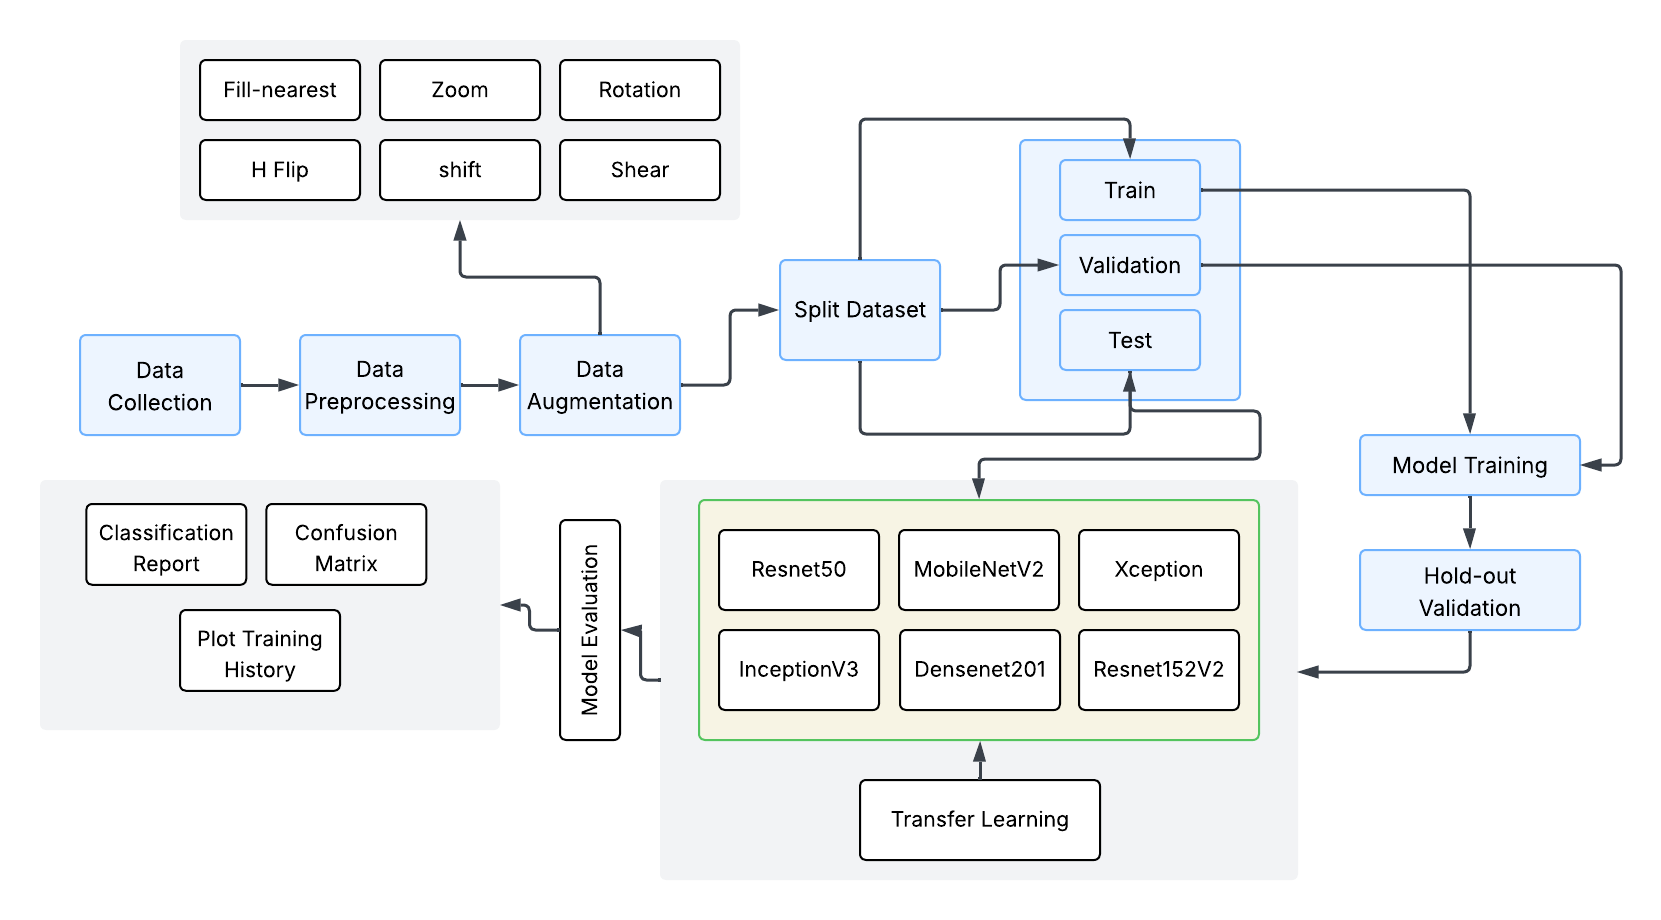 Fill-nearest
Zoom
Rotation
H Flip
shift
Shear
Data
Collection
Data
Preprocessing
Data
Augmentation
Split Dataset
Train
Validation
Test
Model Training
Hold-out
Validation
Resnet50
MobileNetV2
Xception
InceptionV3
Densenet201
Resnet152V2
Transfer Learning
Model Evaluation
Classification
Report
Confusion
Matrix
Plot Training
History